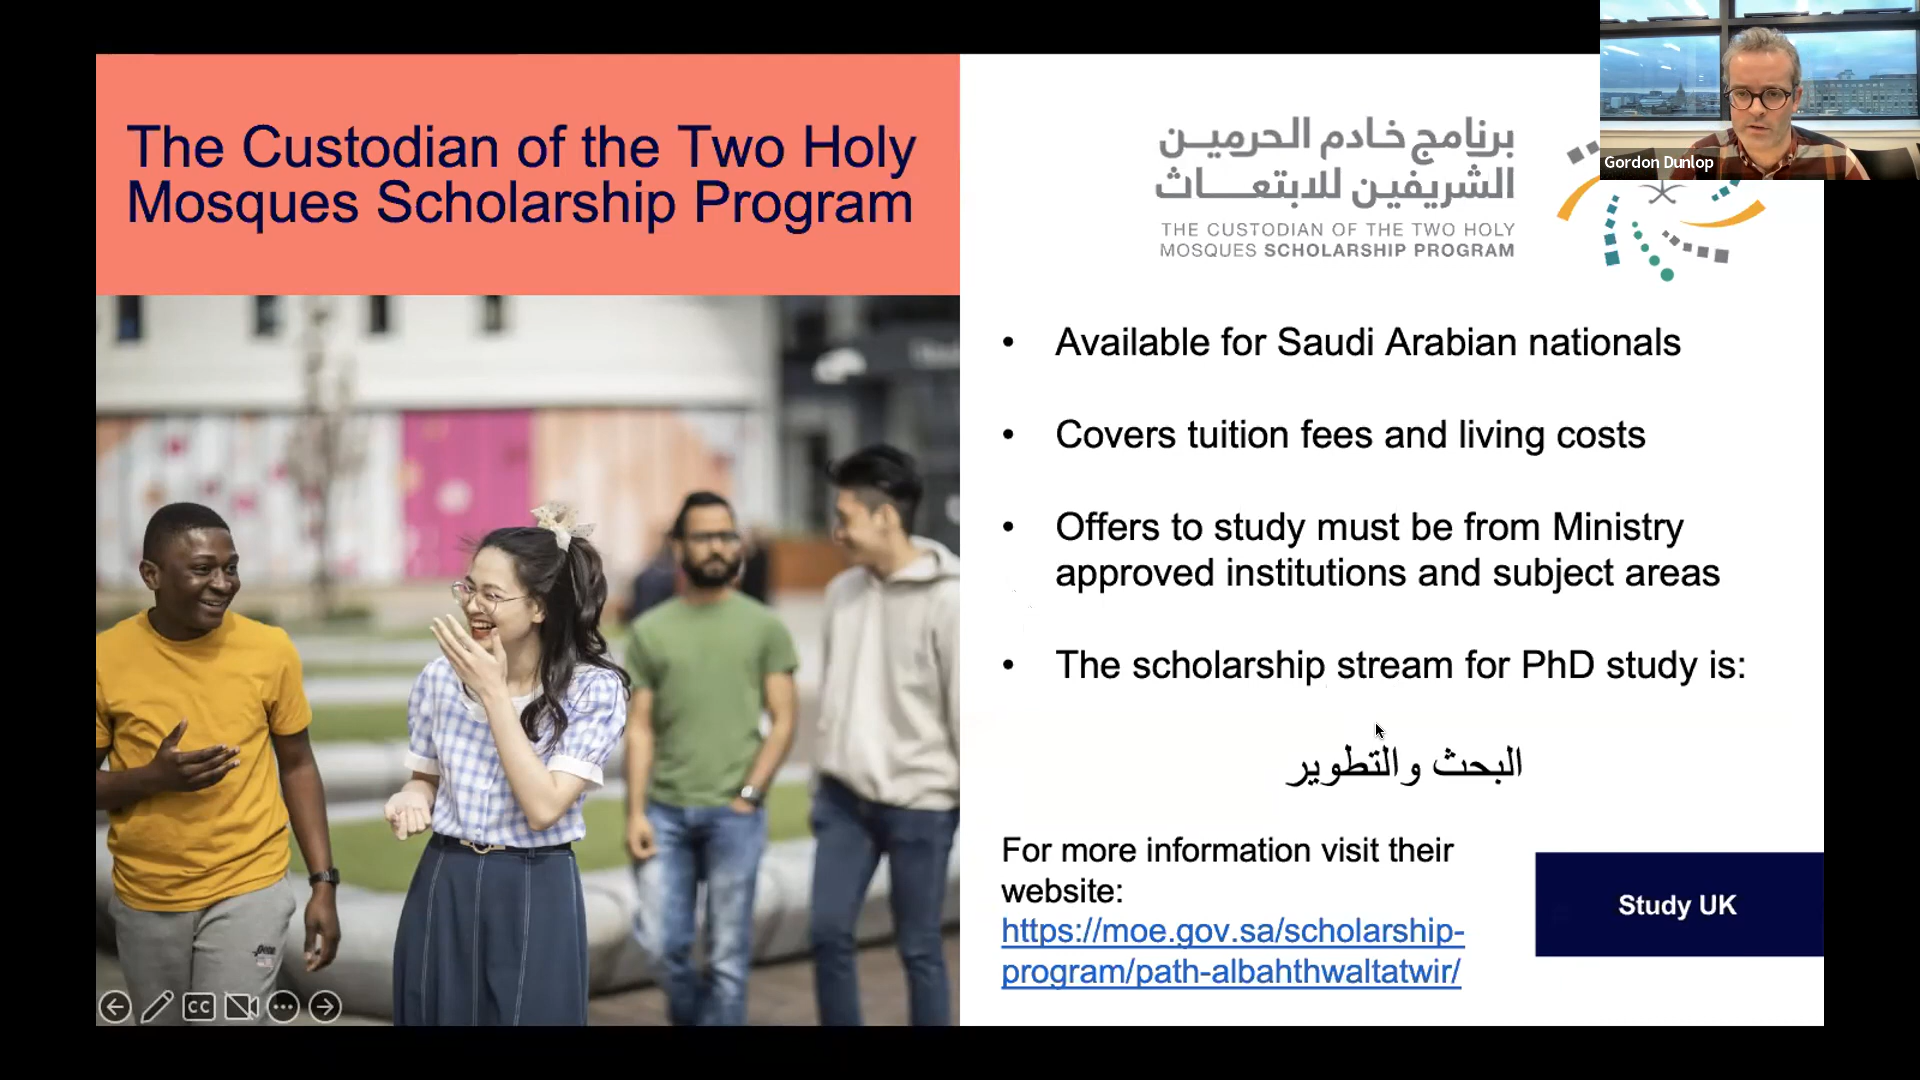 The Custodian of the Two Holy
Mosques Scholarship Program
برنامج خادم الحرمين
الشريفين للابتعاث
THE CUSTODIAN OF THE TWO HOLY
MOSQUES SCHOLARSHIP PROGRAM
Gordon Dunlop
• Available for Saudi Arabian nationals
• Covers tuition fees and living costs
• Offers to study must be from Ministry
approved institutions and subject areas
• The scholarship stream for PhD study is:
البحث والتطوير
For more information visit their
website:
https://moe.gov.sa/scholarship-
program/path-albahthwaltatwir/
Study UK
CC